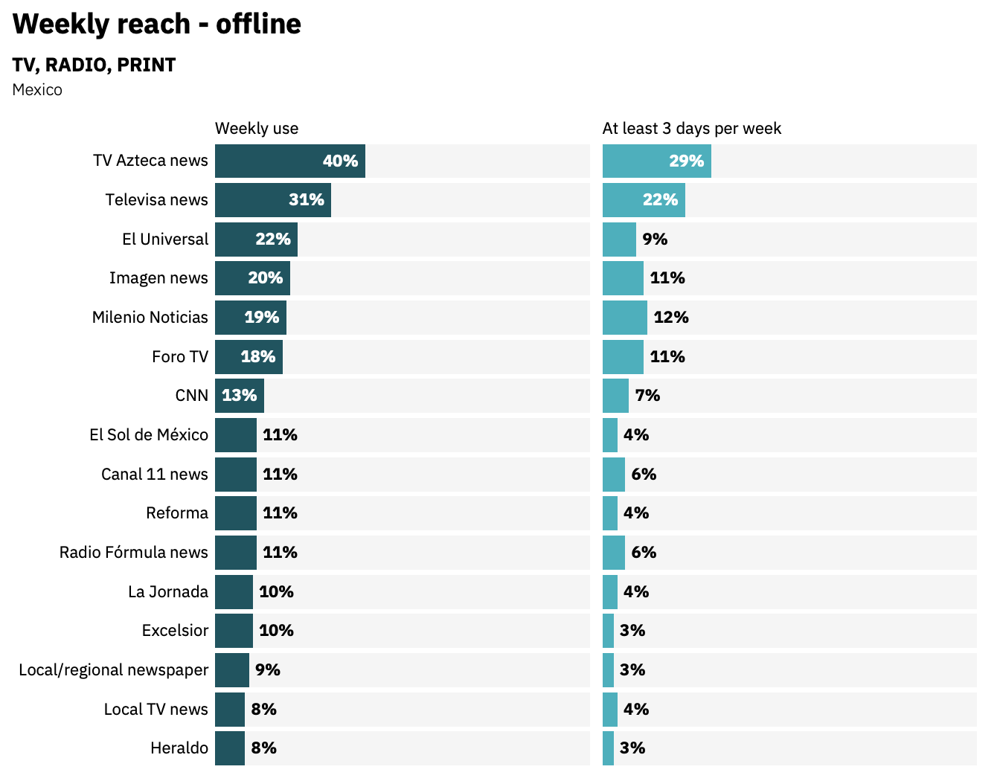 Weekly reach - offline
TV, RADIO, PRINT
Mexico
Weekly use At least 3 days per week
TV Azteca news 40% 29%
Televisa news 31% 22%
El Universal 22% 9%
Imagen news 20% 11%
Milenio Noticias 19% 12%
Foro TV 18% 11%
CNN 13% 7%
El Sol de México 11% 4%
Canal 11 news 11% 6%
Reforma 11% 4%
Radio Fórmula news 11% 6%
La Jornada 10% 4%
Excelsior 10% 3%
Local/regional newspaper 9% 3%
Local TV news 8% 4%
Heraldo 8% 3%